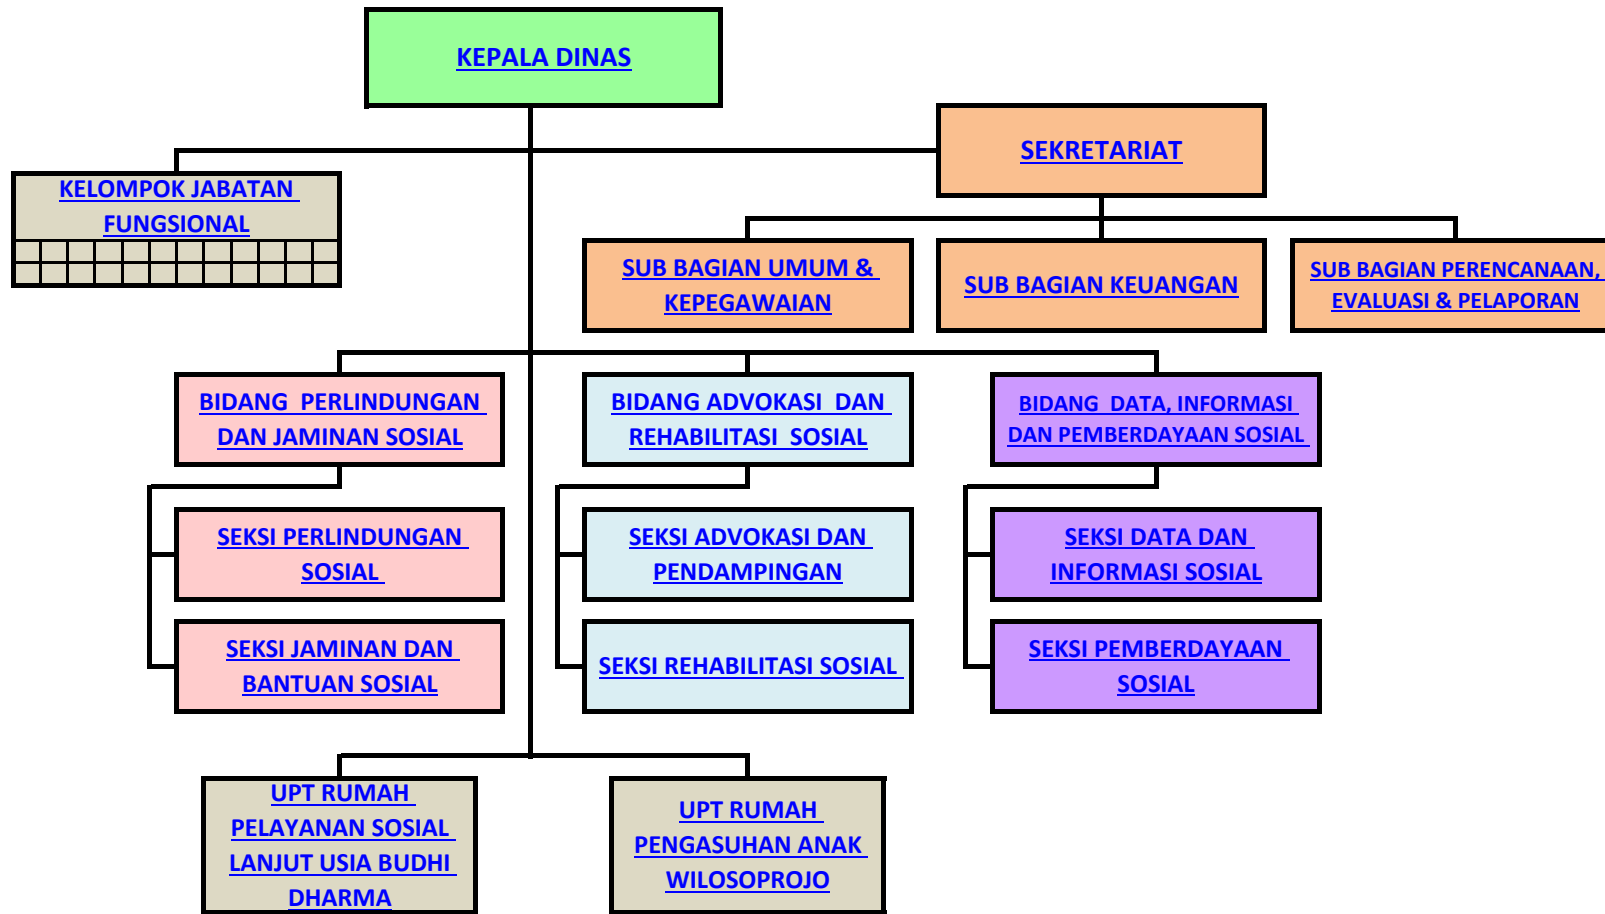 KEPALA DINAS
SEKRETARIAT
KELOMPOK JABATAN
FUNGSIONAL
SUB BAGIAN UMUM &
KEPEGAWAIAN
SUB BAGIAN KEUANGAN
SUB BAGIAN PERENCANAAN,
EVALUASI & PELAPORAN
BIDANG PERLINDUNGAN
DAN JAMINAN SOSIAL
BIDANG ADVOKASI DAN
REHABILITASI SOSIAL
BIDANG DATA, INFORMASI
DAN PEMBERDAYAAN SOSIAL
SEKSI PERLINDUNGAN
SOSIAL
SEKSI ADVOKASI DAN
PENDAMPINGAN
SEKSI DATA DAN
INFORMASI SOSIAL
SEKSI JAMINAN DAN
BANTUAN SOSIAL
SEKSI REHABILITASI SOSIAL
SEKSI PEMBERDAYAAN
SOSIAL
UPT RUMAH
PELAYANAN SOSIAL
LANJUT USIA BUDHI
DHARMA
UPT RUMAH
PENGASUHAN ANAK
WILOSOPROJO